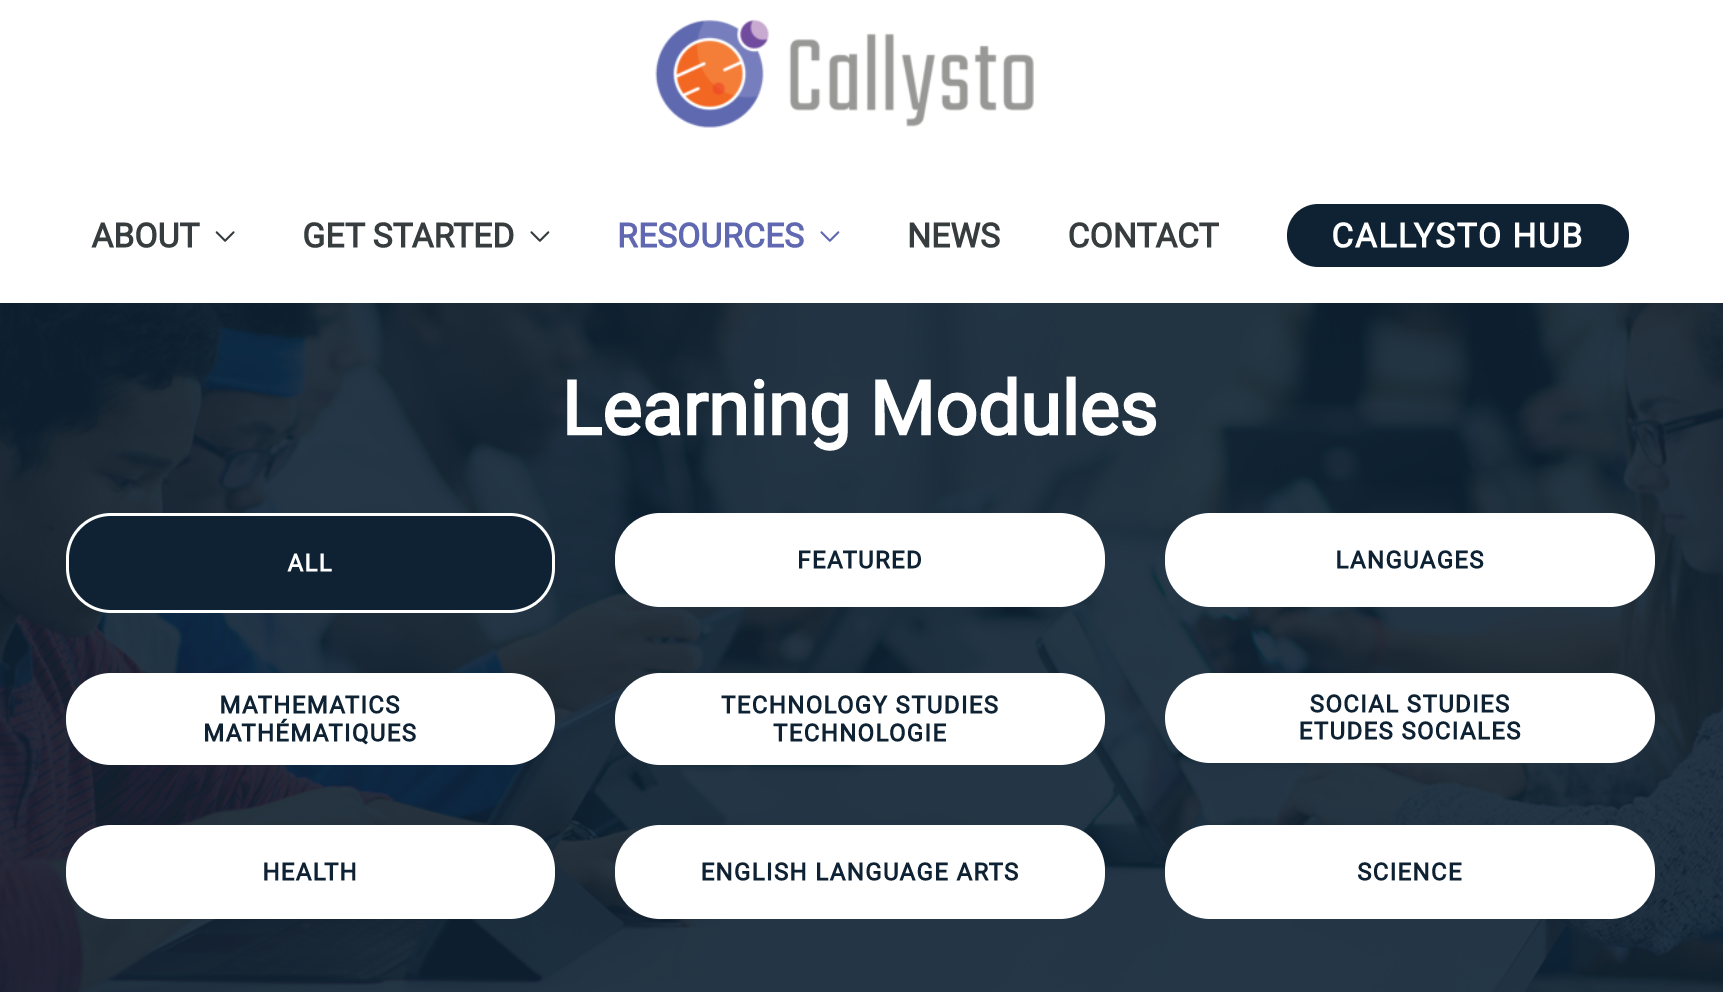 Callysto
ABOUT
GET STARTED
RESOURCES
NEWS
CONTACT
CALLYSTO HUB
Learning Modules
ALL
FEATURED
LANGUAGES
MATHEMATICS
MATHÉMATIQUES
TECHNOLOGY STUDIES
TECHNOLOGIE
SOCIAL STUDIES
ETUDES SOCIALES
HEALTH
ENGLISH LANGUAGE ARTS
SCIENCE